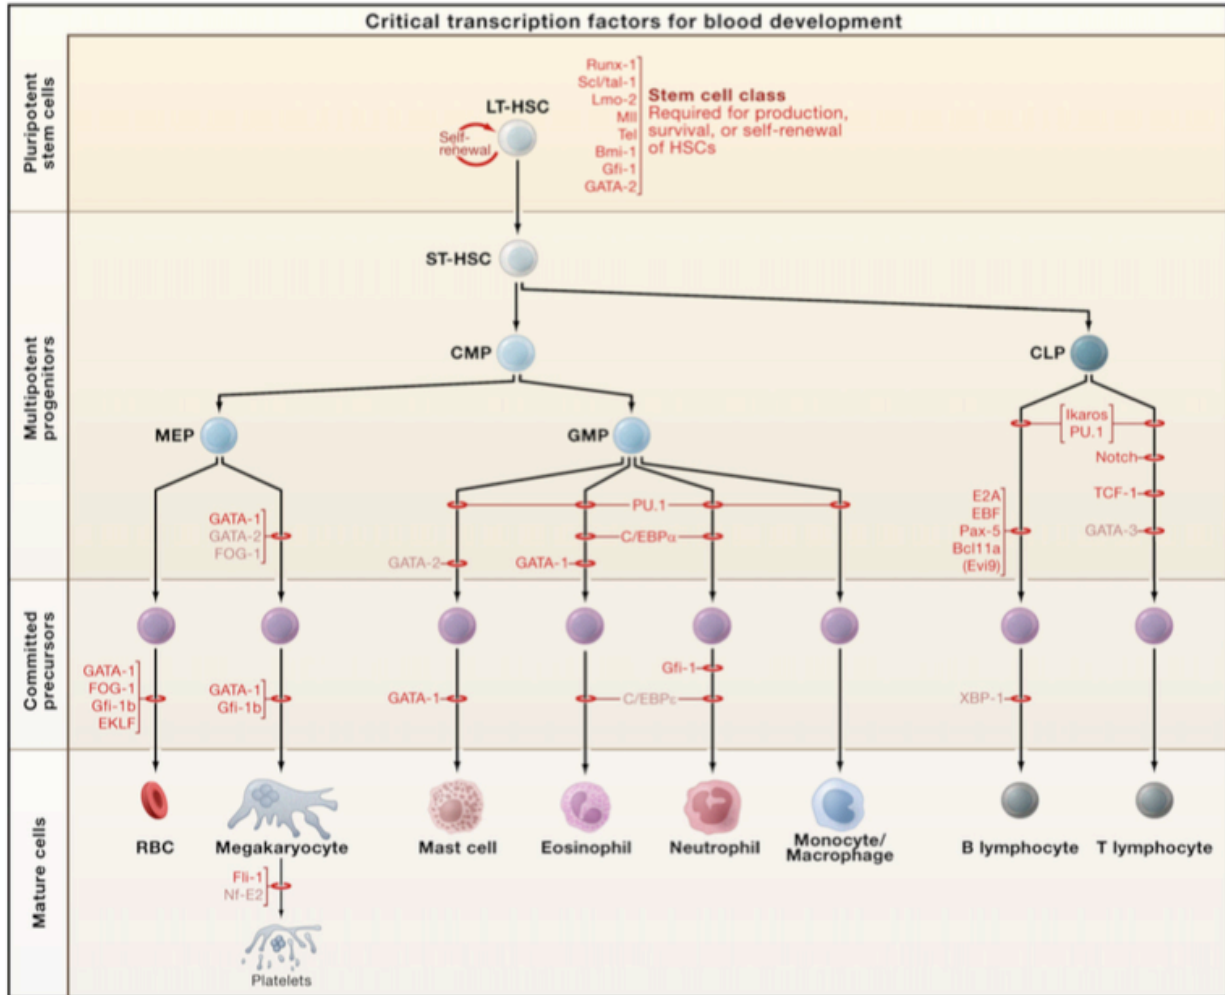 Critical transcription factors for blood development
Pluripotent
stem cells
LT-HSC
Self-
renewal
Runx-1
Scl/tal-1
Lmo-2
Mll
Tel
Bmi-1
Gfi-1
GATA-2
Stem cell class
Required for production,
survival, or self-renewal
of HSCs
Multipotent
progenitors
ST-HSC
CMP
CLP
MEP
GMP
Ikaros
PU.1
Notch
TCF-1
GATA-3
E2A
EBF
Pax-5
Bcl11a
(Evi9)
GATA-1
GATA-2
FOG-1
PU.1
C/EBPα
GATA-2
GATA-1
Committed
precursors
GATA-1
FOG-1
Gfi-1b
EKLF
GATA-1
Gfi-1b
GATA-1
Gfi-1
C/EBPε
XBP-1
Mature cells
RBC
Megakaryocyte
Mast cell
Eosinophil
Neutrophil
Monocyte/
Macrophage
B lymphocyte
T lymphocyte
Fli-1
Nf-E2
Platelets